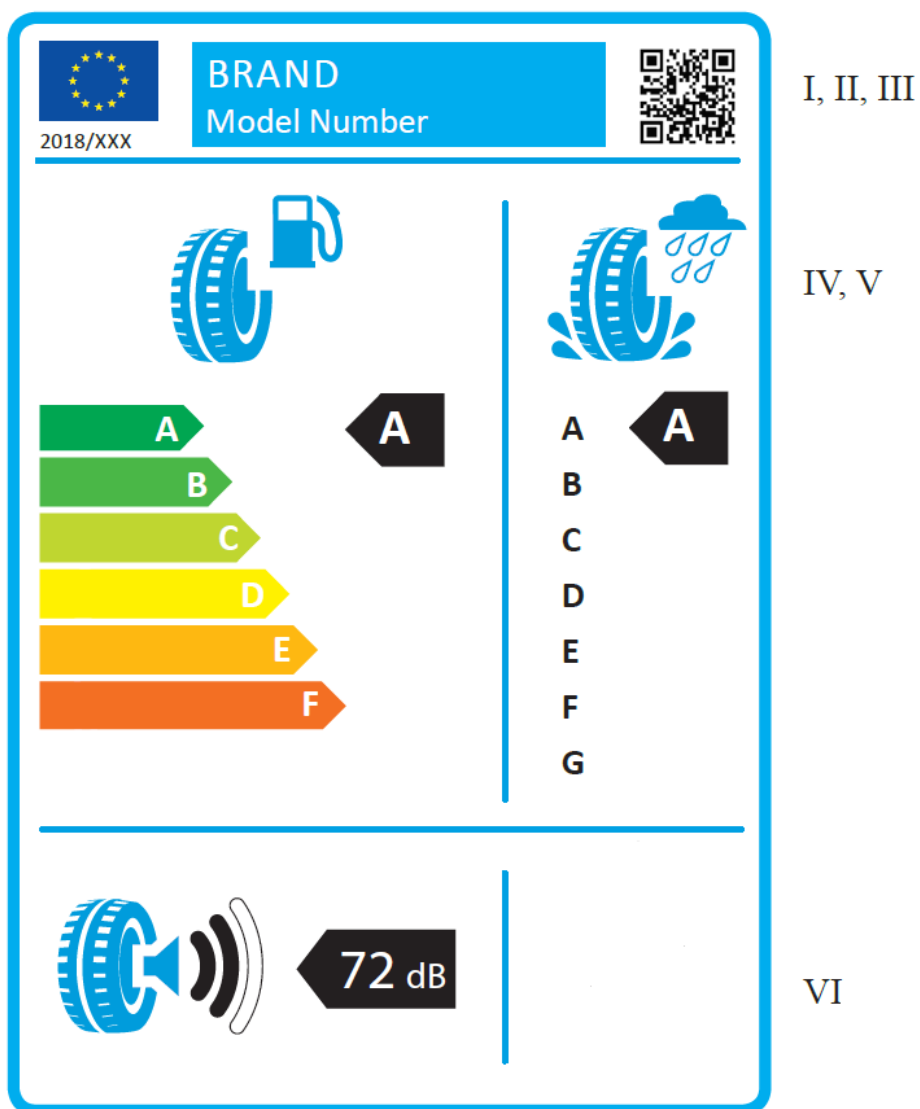 BRAND
Model Number
2018/XXX
I, II, III
IV, V
A A A A
B B
C C
D D
E E
F F
G
72 dB
VI